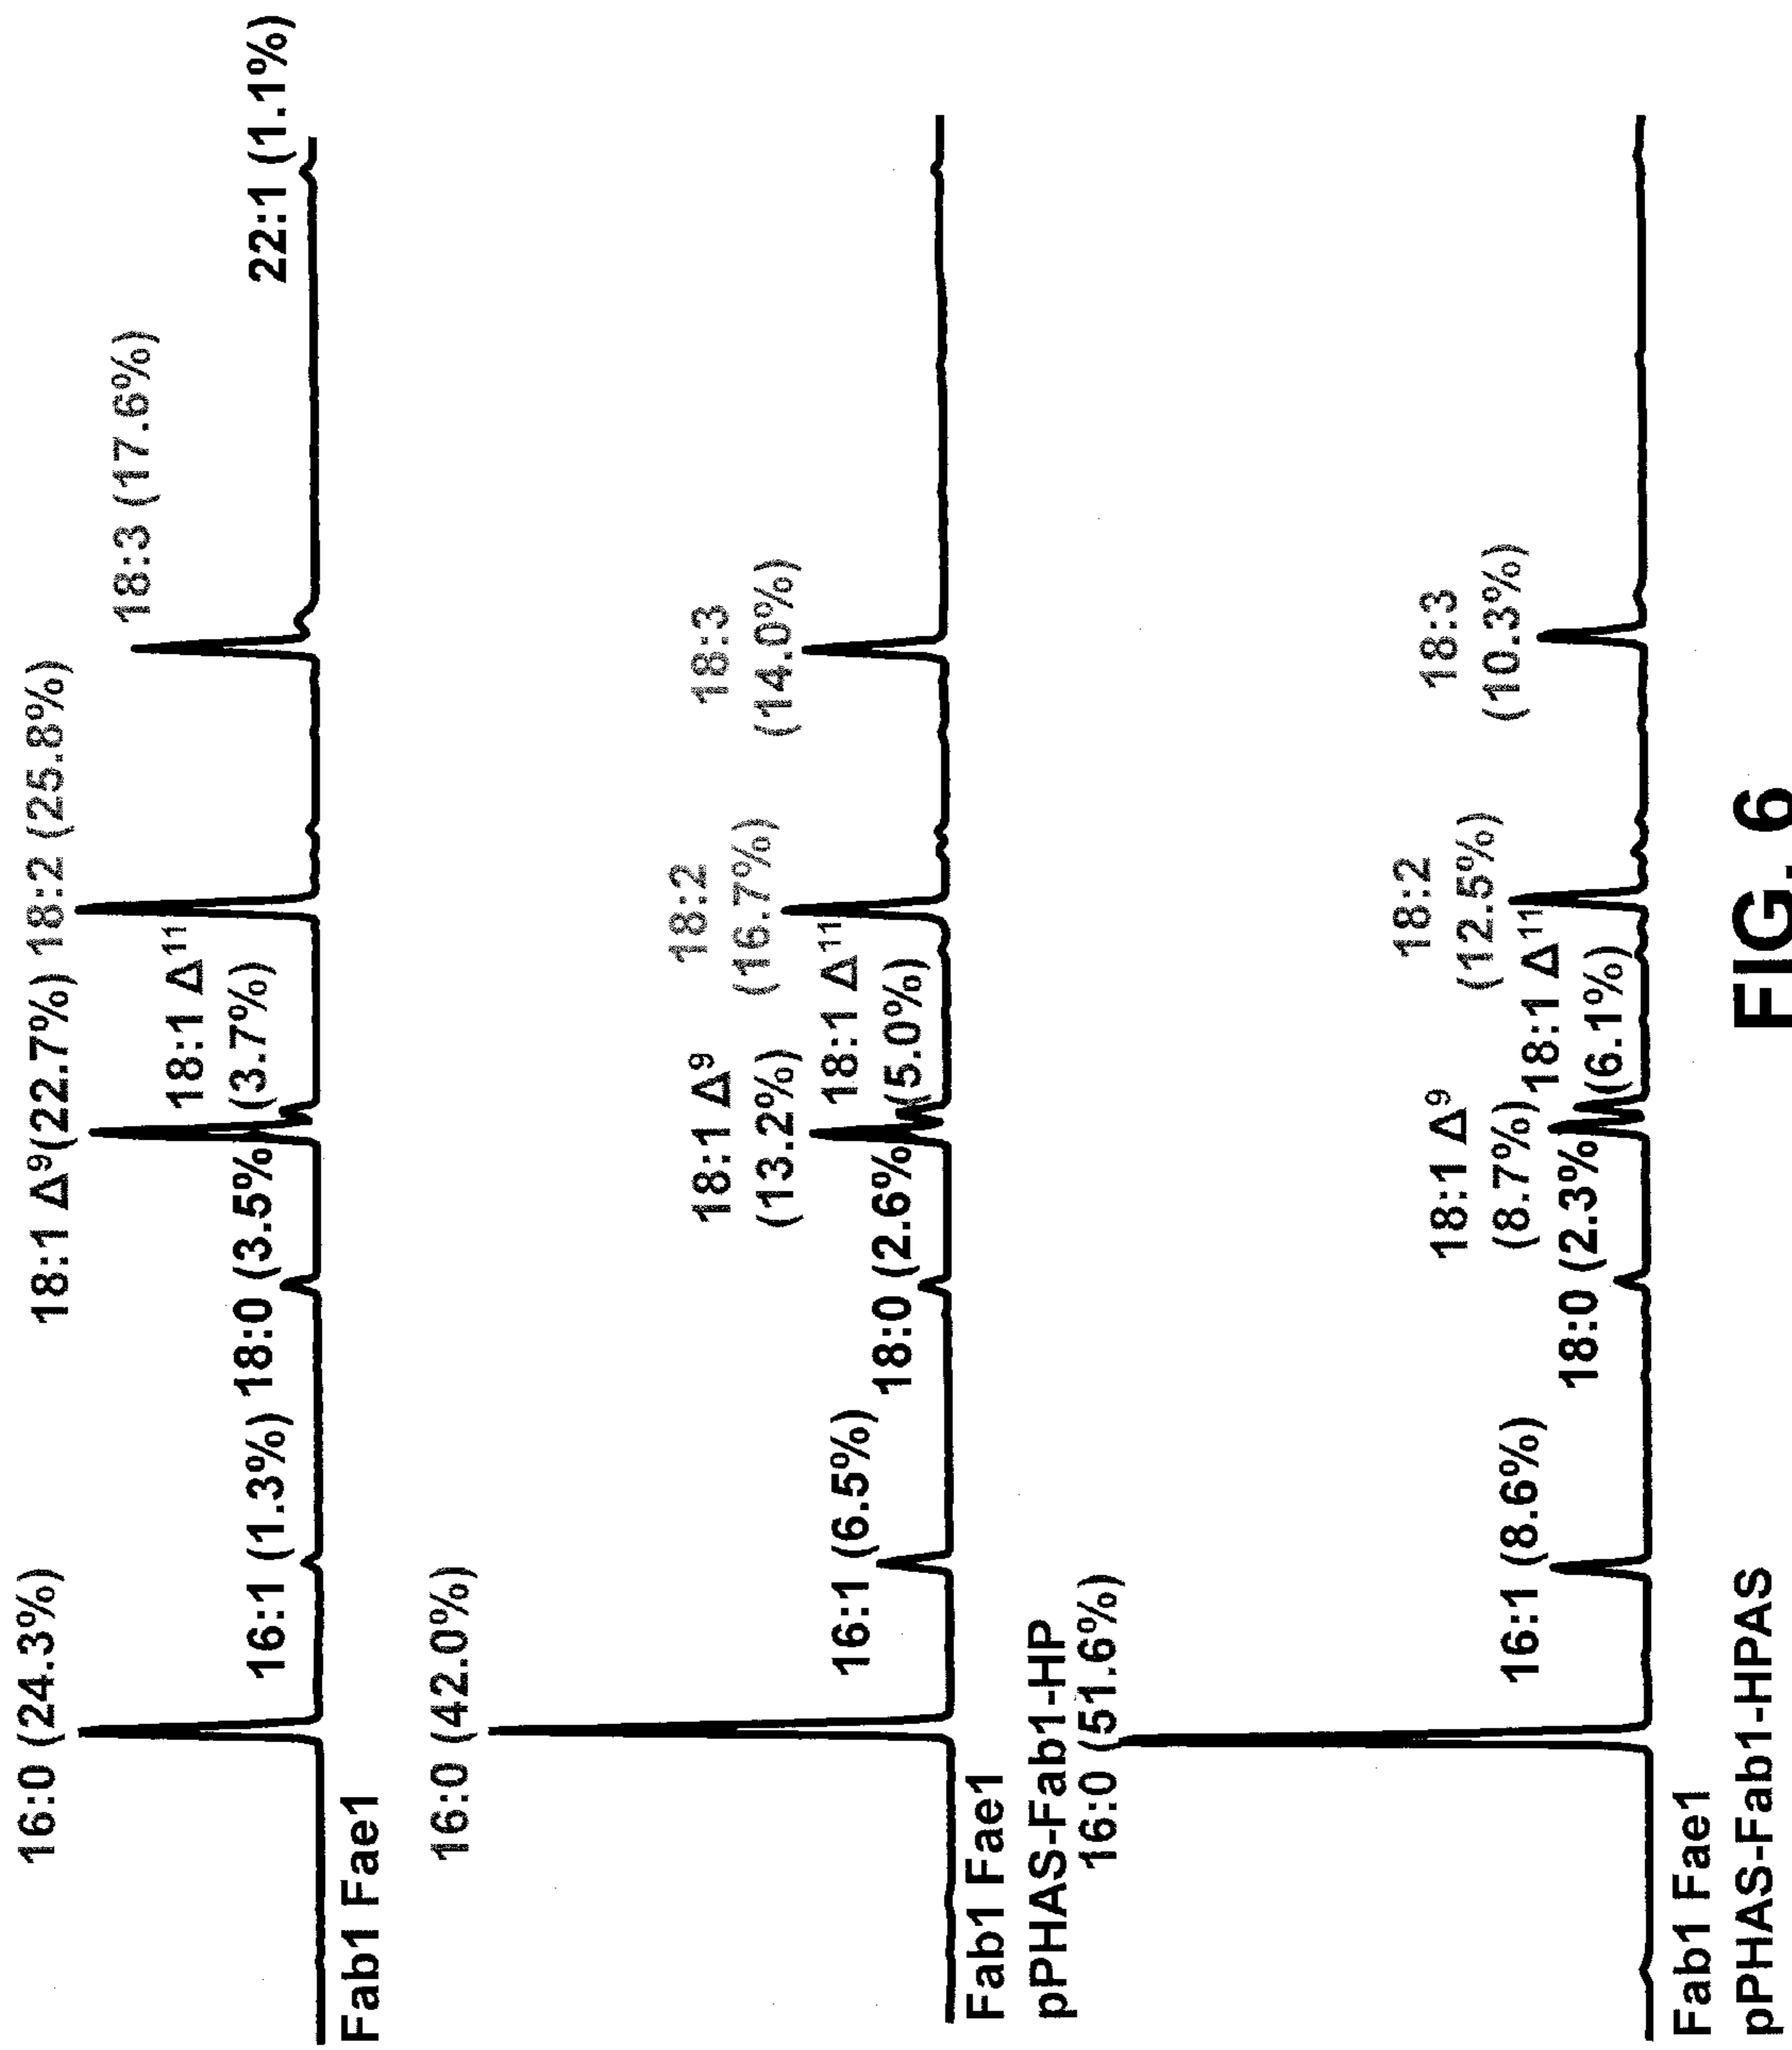 16:0 (24.3%)
16:1 (1.3%)
18:0 (3.5%
18:1 Δ⁹(22.7%)
18:1 Δ¹¹
(3.7%)
18:2 (25.8%)
18:3 (17.6%)
22:1 (1.1%)
Fab1 Fae1
16:0 (42.0%)
16:1 (6.5%)
18:0 (2.6%
18:1 Δ⁹
(13.2%)
18:1 Δ¹¹
(5.0%)
18:2
(16.7%)
18:3
(14.0%)
Fab1 Fae1
pPHAS-Fab1-HP
16:0 (51.6%)
16:1 (8.6%)
18:0 (2.3%
18:1 Δ⁹
(8.7%)
18:1 Δ¹¹
(6.1%)
18:2
(12.5%)
18:3
(10.3%)
Fab1 Fae1
pPHAS-Fab1-HPAS
FIG. 6